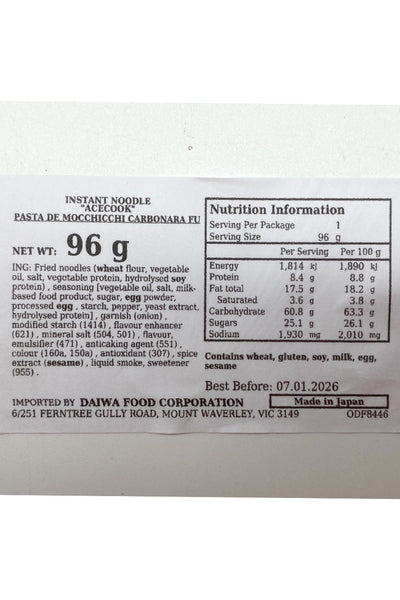 INSTANT NOODLE
"ACECOOK"
PASTA DE MOCCHICCHI CARBONARA FU
NET WT: 96 g
ING: Fried noodles (wheat flour, vegetable
oil, salt, vegetable protein, hydrolysed soy
protein) , seasoning [vegetable oil, salt, milk-
based food product, sugar, egg powder,
processed egg , starch, pepper, yeast extract,
hydrolysed protein] , garnish (onion) ,
modified starch (1414) , flavour enhancer
(621) , mineral salt (504, 501) , flavour,
emulsifier (471) , anticaking agent (551) ,
colour (160a, 150a) , antioxidant (307) , spice
extract (sesame) , liquid smoke, sweetener
(955) .
Nutrition Information
Serving Per Package 1
Serving Size 96 g
Per Serving Per 100 g
Energy 1,814 kJ 1,890 kJ
Protein 8.4 g 8.8 g
Fat total 17.5 g 18.2 g
Saturated 3.6 g 3.8 g
Carbohydrate 60.8 g 63.3 g
Sugars 25.1 g 26.1 g
Sodium 1,930 mg 2,010 mg
Contains wheat, gluten, soy, milk, egg,
sesame
Best Before: 07.01.2026
IMPORTED BY DAIWA FOOD CORPORATION Made in Japan
6/251 FERNTREE GULLY ROAD, MOUNT WAVERLEY, VIC 3149 ODF8446